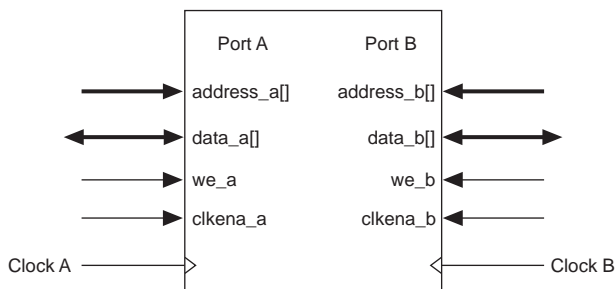 Port A Port B
address_a[] address_b[]
data_a[] data_b[]
we_a we_b
clkena_a clkena_b
Clock A Clock B